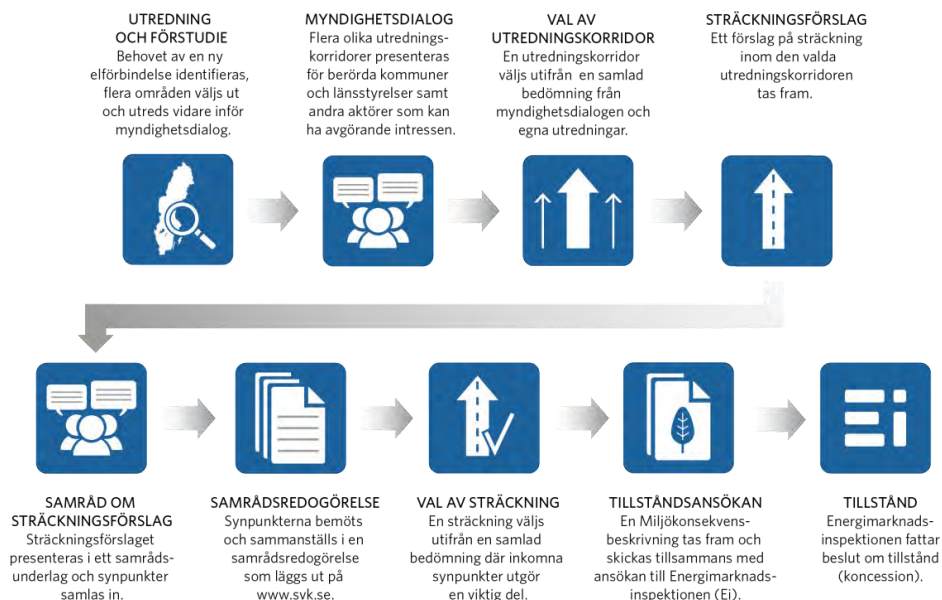 UTREDNING
OCH FÖRSTUDIE
Behovet av en ny
elförbindelse identifieras,
flera områden väljs ut
och utreds vidare inför
myndighetsdialog.
MYNDIGHETSDIALOG
Flera olika utrednings-
korridorer presenteras
för berörda kommuner
och länsstyrelser samt
andra aktörer som kan
ha avgörande intressen.
VAL AV
UTREDNINGSKORRIDOR
En utredningskorridor
väljs utifrån en samlad
bedömning från
myndighetsdialogen och
egna utredningar.
STRÄCKNINGSFÖRSLAG
Ett förslag på sträckning
inom den valda
utredningskorridoren
tas fram.
SAMRÅD OM
STRÄCKNINGSFÖRSLAG
Sträckningsförslaget
presenteras i ett samråds-
underlag och synpunkter
samlas in.
SAMRÅDSREDOGÖRELSE
Synpunkterna bemöts
och sammanställs i en
samrådsredogörelse
som läggs ut på
www.svk.se.
VAL AV STRÄCKNING
En sträckning väljs
utifrån en samlad
bedömning där inkomna
synpunkter utgör
en viktig del.
TILLSTÅNDSANSÖKAN
En Miljökonsekvens-
beskrivning tas fram och
skickas tillsammans med
ansökan till Energimarknads-
inspektionen (Ei).
Ei
TILLSTÅND
Energimarknads-
inspektionen fattar
beslut om tillstånd
(koncession).